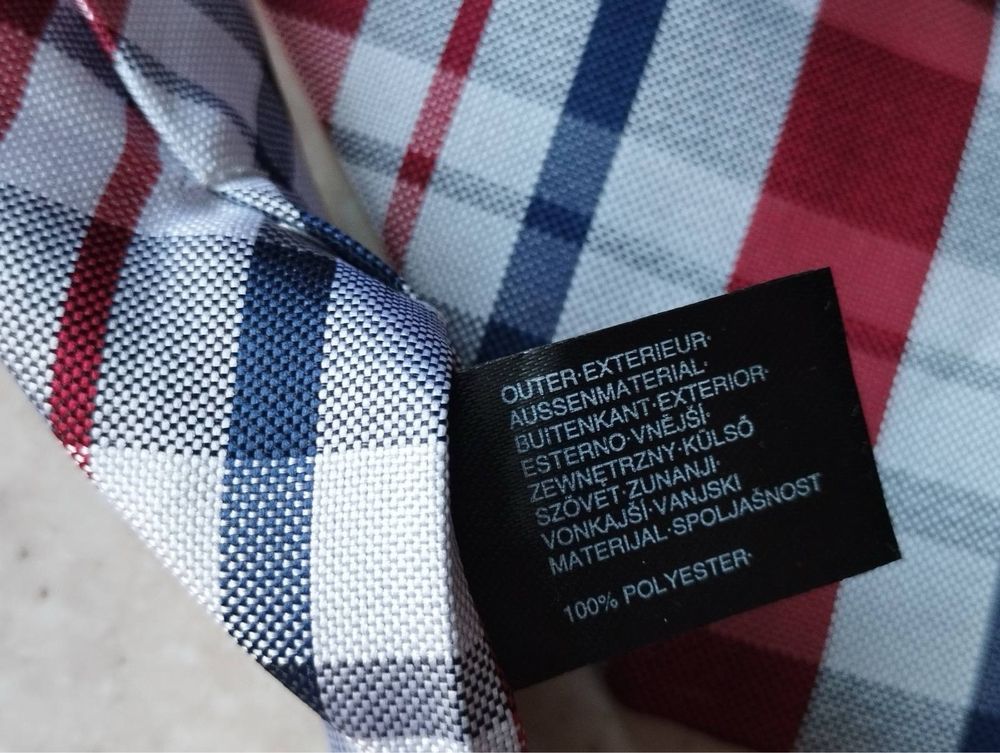 OUTER·EXTERIEUR·
AUSSENMATERIAL·
BUITENKANT·EXTERIOR·
ESTERNO·VNĚJŠÍ·
ZEWNĘTRZNY·KÜLSŐ
SZÖVET·ZUNANJI·
VONKAJŠÍ·VANJSKI
MATERIJAL·SPOLJAŠNOST
100% POLYESTER·